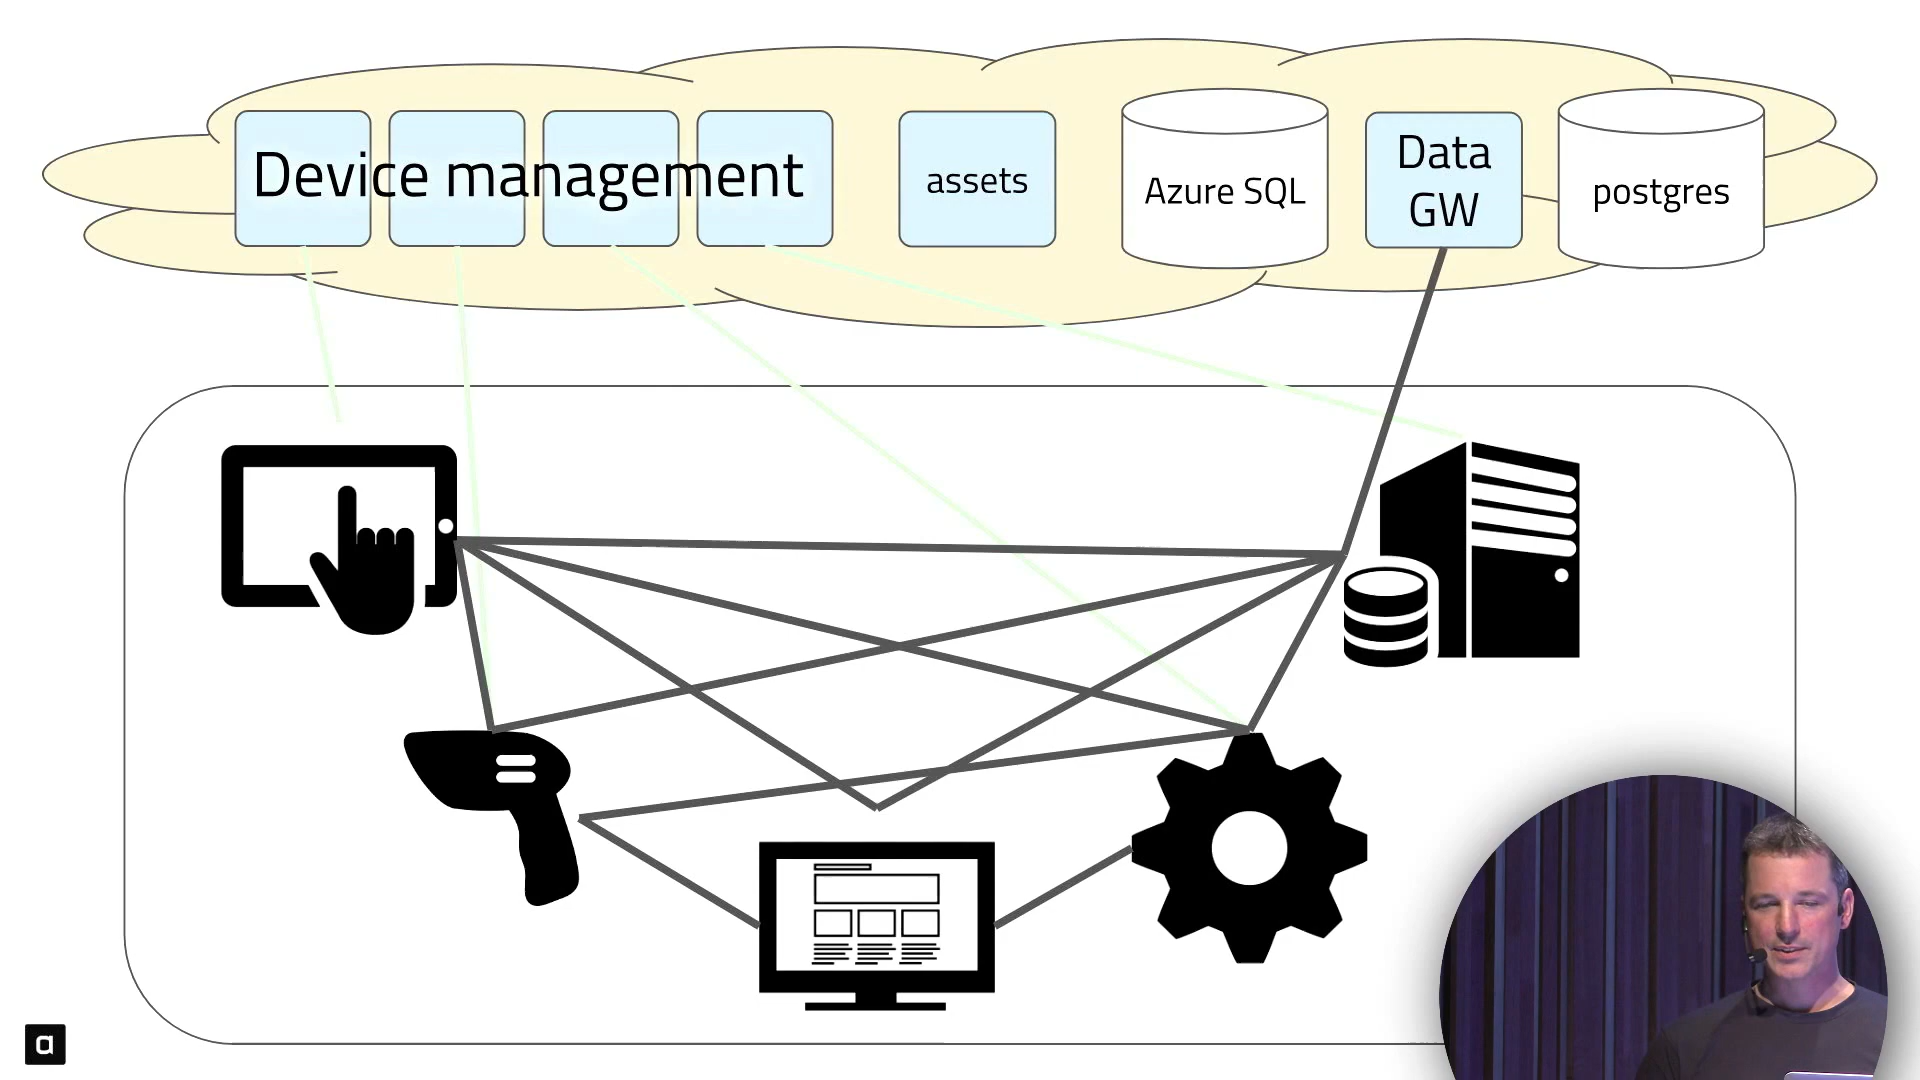 Device management
assets
Azure SQL
Data
GW
postgres
a